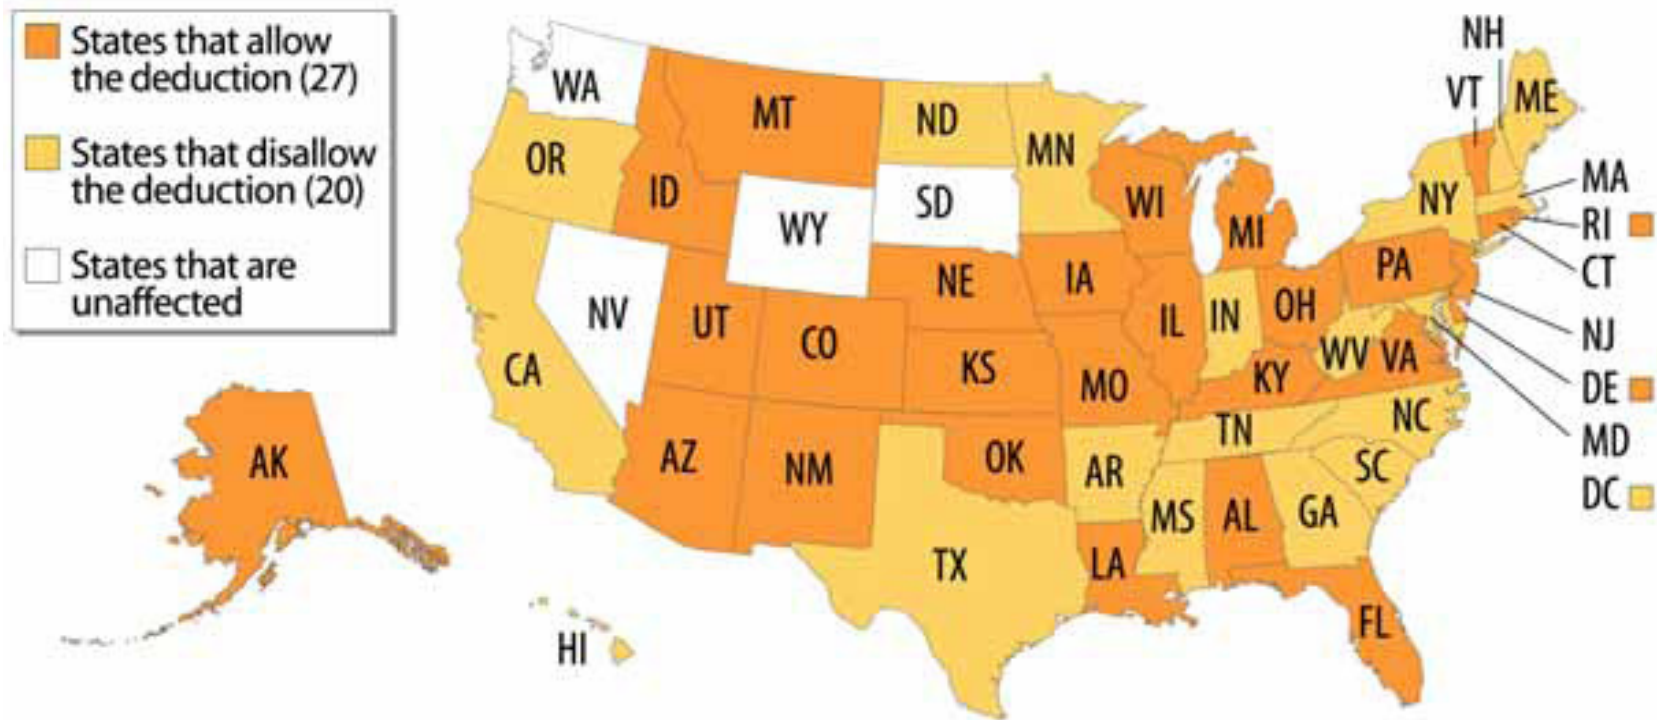 States that allow
the deduction (27)
States that disallow
the deduction (20)
States that are
unaffected
NH
WA
VT
ME
MT
ND
OR
MN
ID
MA
NY
SD
WI
RI
WY
MI
PA
CT
NE
IA
NV
UT
OH
IL
IN
NJ
CO
WV
VA
CA
KS
KY
DE
MO
NC
TN
MD
AK
AZ
NM
OK
AR
SC
DC
MS
AL
GA
TX
LA
FL
HI